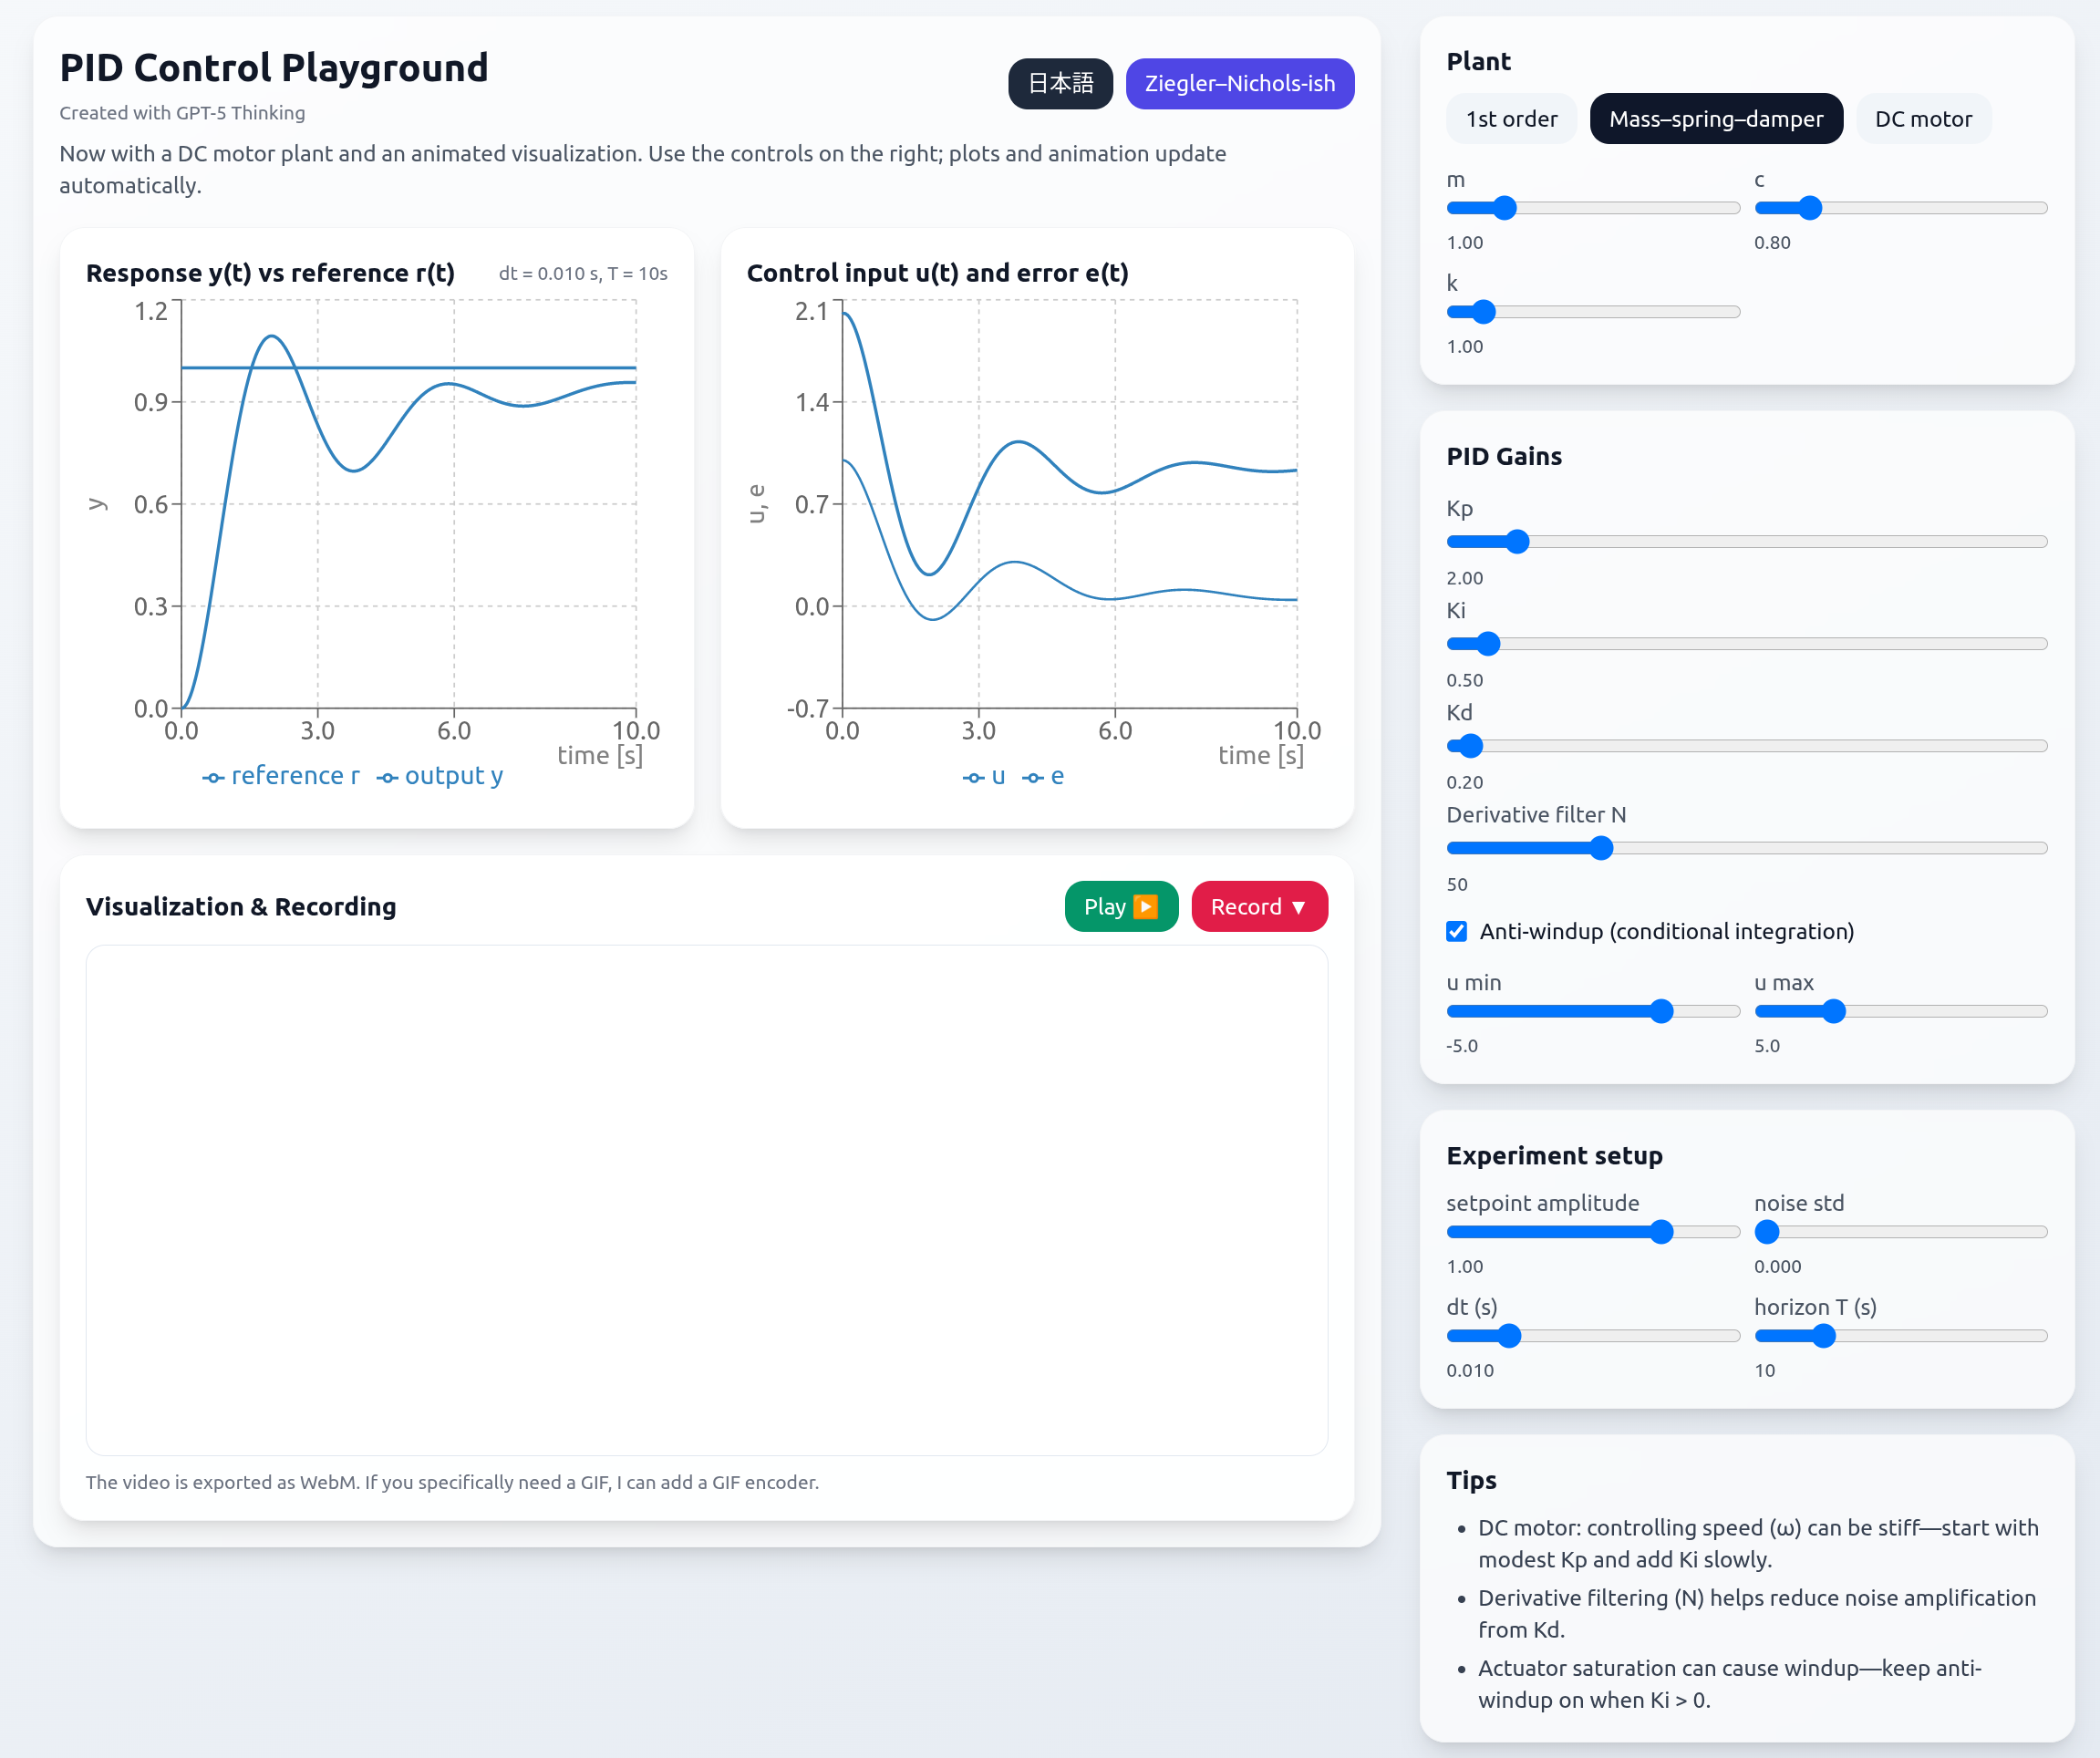 PID Control Playground
Created with GPT-5 Thinking
日本語
Ziegler–Nichols-ish
Now with a DC motor plant and an animated visualization. Use the controls on the right; plots and animation update
automatically.
Response y(t) vs reference r(t)
dt = 0.010 s, T = 10s
1.2
0.9
0.6
0.3
0.0
y
0.0
3.0
6.0
10.0
time [s]
reference r
output y
Control input u(t) and error e(t)
2.1
1.4
0.7
0.0
-0.7
u, e
0.0
3.0
6.0
10.0
time [s]
u
e
Visualization & Recording
Play ▶️
Record ▼
The video is exported as WebM. If you specifically need a GIF, I can add a GIF encoder.
Plant
1st order
Mass–spring–damper
DC motor
m
c
1.00
0.80
k
1.00
PID Gains
Kp
2.00
Ki
0.50
Kd
0.20
Derivative filter N
50
Anti-windup (conditional integration)
u min
u max
-5.0
5.0
Experiment setup
setpoint amplitude
noise std
1.00
0.000
dt (s)
horizon T (s)
0.010
10
Tips
• DC motor: controlling speed (ω) can be stiff—start with
modest Kp and add Ki slowly.
• Derivative filtering (N) helps reduce noise amplification
from Kd.
• Actuator saturation can cause windup—keep anti-
windup on when Ki > 0.